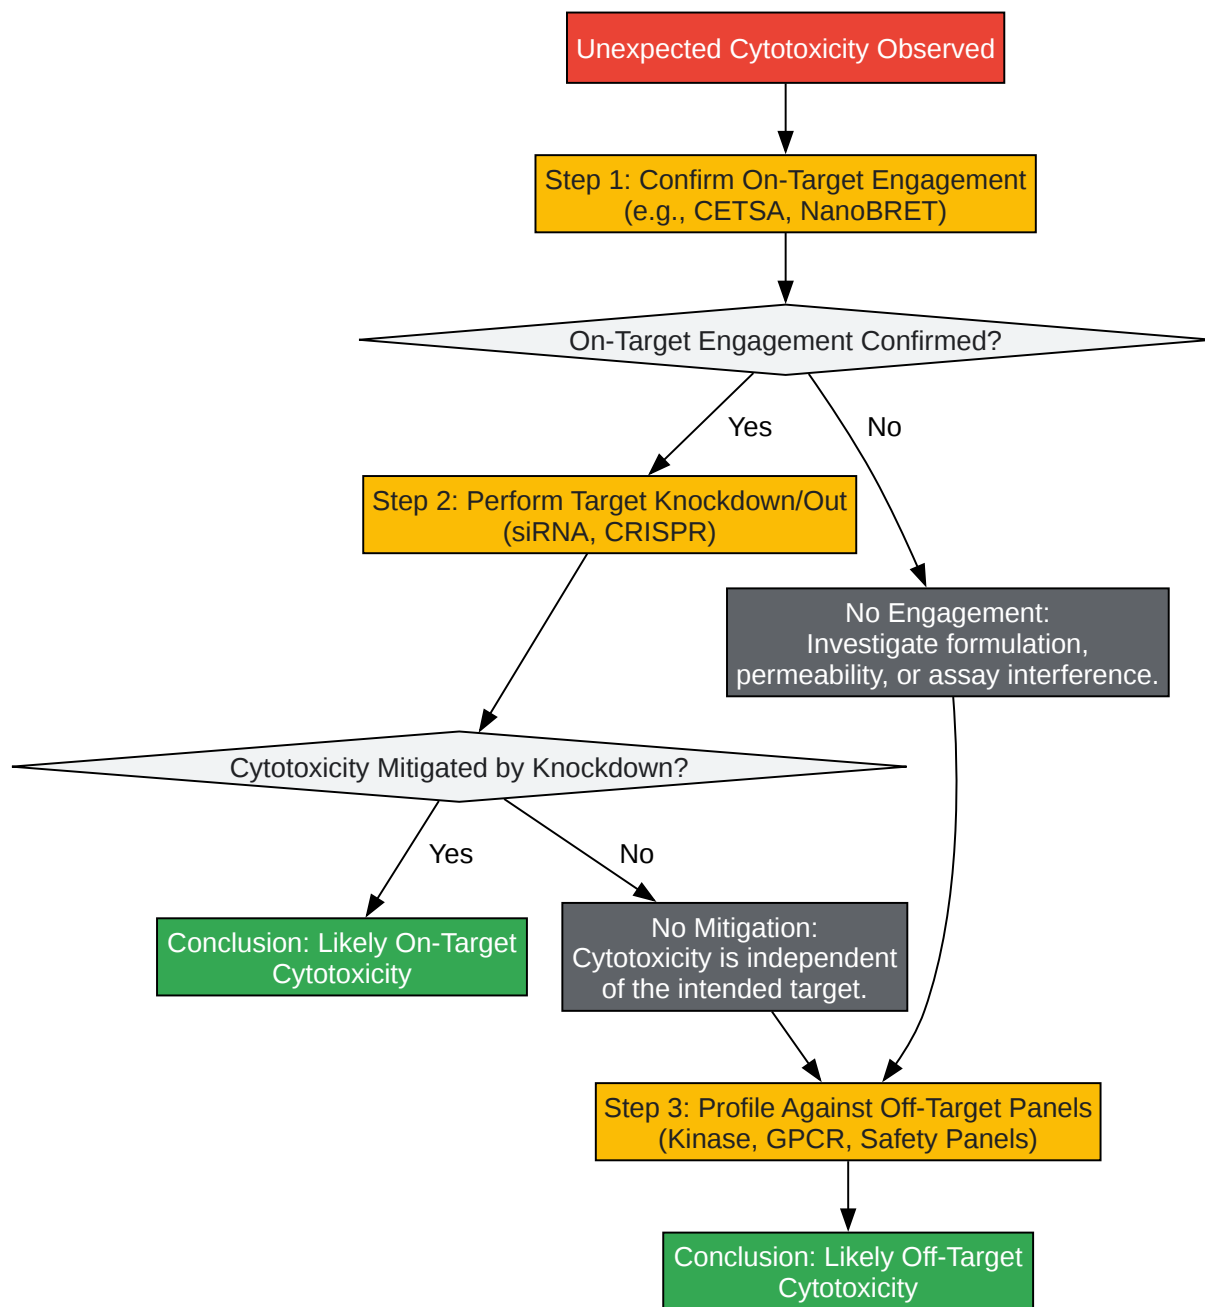 Unexpected Cytotoxicity Observed
Step 1: Confirm On-Target Engagement
(e.g., CETSA, NanoBRET)
On-Target Engagement Confirmed?
Yes
No
Step 2: Perform Target Knockdown/Out
(siRNA, CRISPR)
No Engagement:
Investigate formulation,
permeability, or assay interference.
Cytotoxicity Mitigated by Knockdown?
Yes
No
Conclusion: Likely On-Target
Cytotoxicity
No Mitigation:
Cytotoxicity is independent
of the intended target.
Step 3: Profile Against Off-Target Panels
(Kinase, GPCR, Safety Panels)
Conclusion: Likely Off-Target
Cytotoxicity